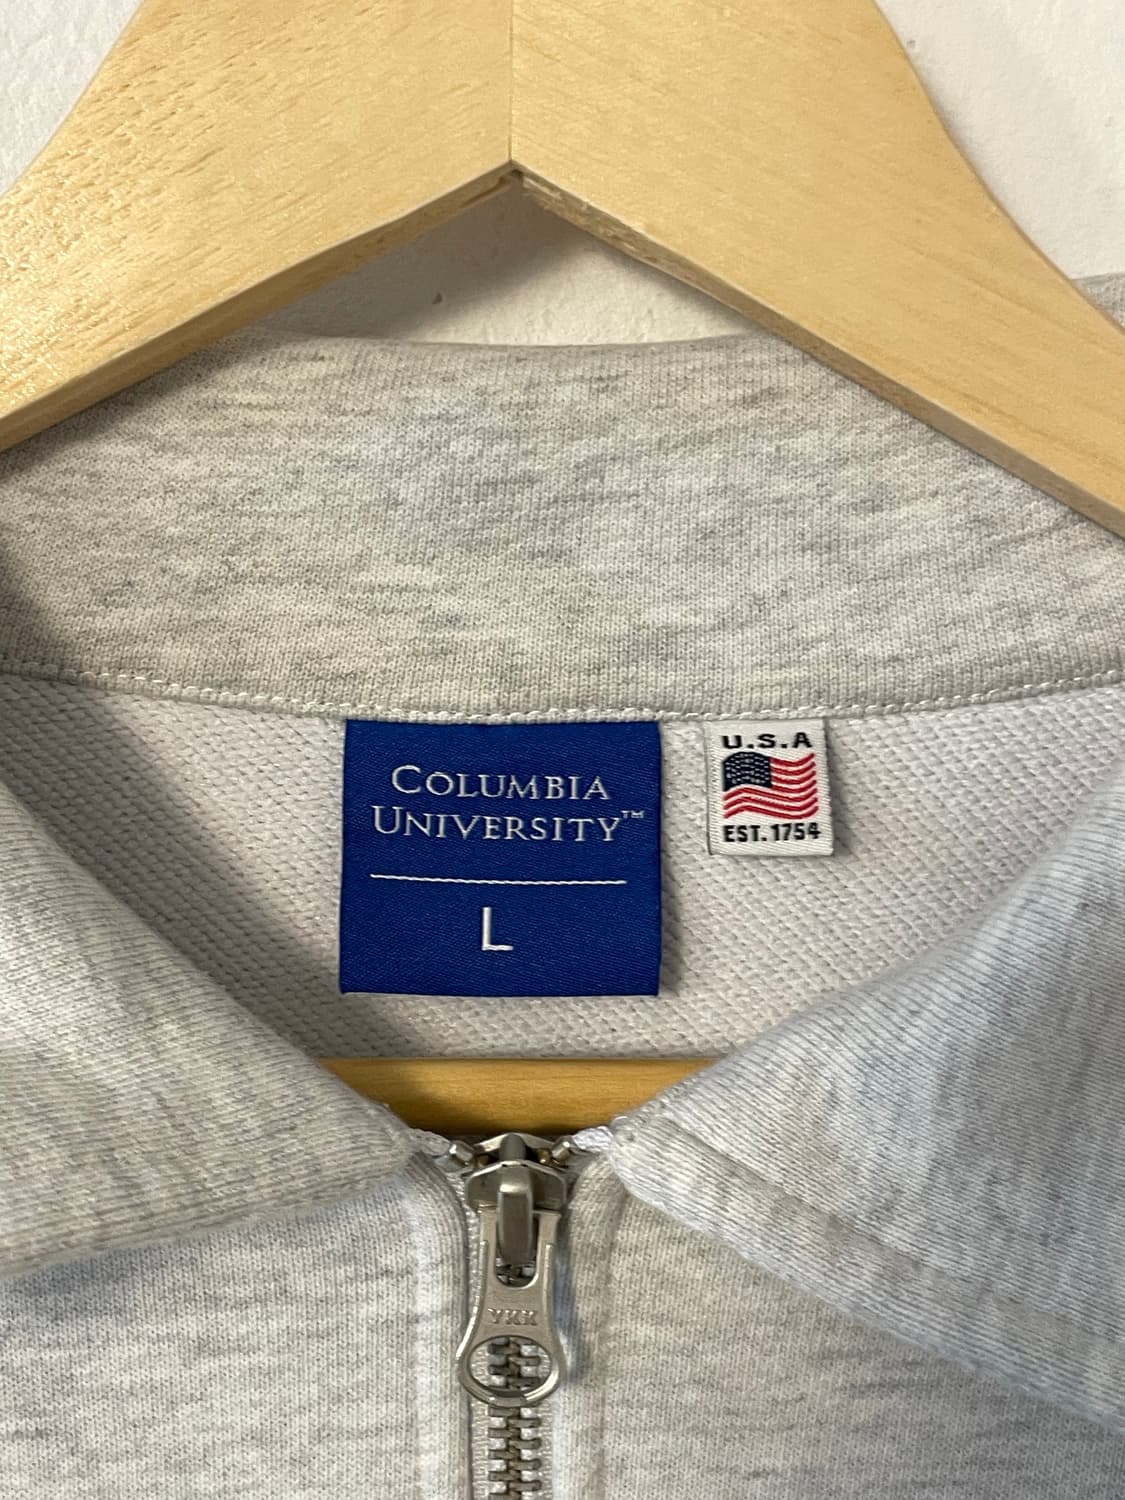 COLUMBIA
UNIVERSITY™
L
U.S.A
EST. 1754
YKK